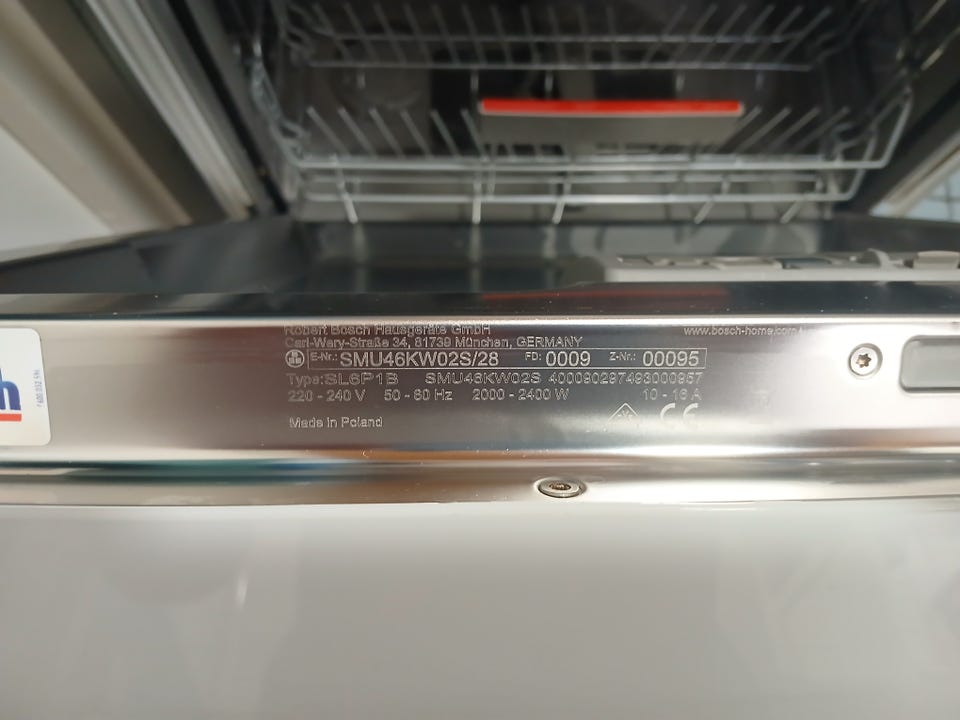 Robert Bosch Hausgeräte GmbH www.bosch-home.com
Carl-Wery-Straße 34, 81739 München, GERMANY
E-Nr.: SMU46KW02S/28 FD: 0009 Z-Nr.: 00095
Type: SL6P1B SMU46KW02S 400090297493000957
220 - 240 V 50 - 60 Hz 2000 - 2400 W 10 - 16 A
Made in Poland CE
h